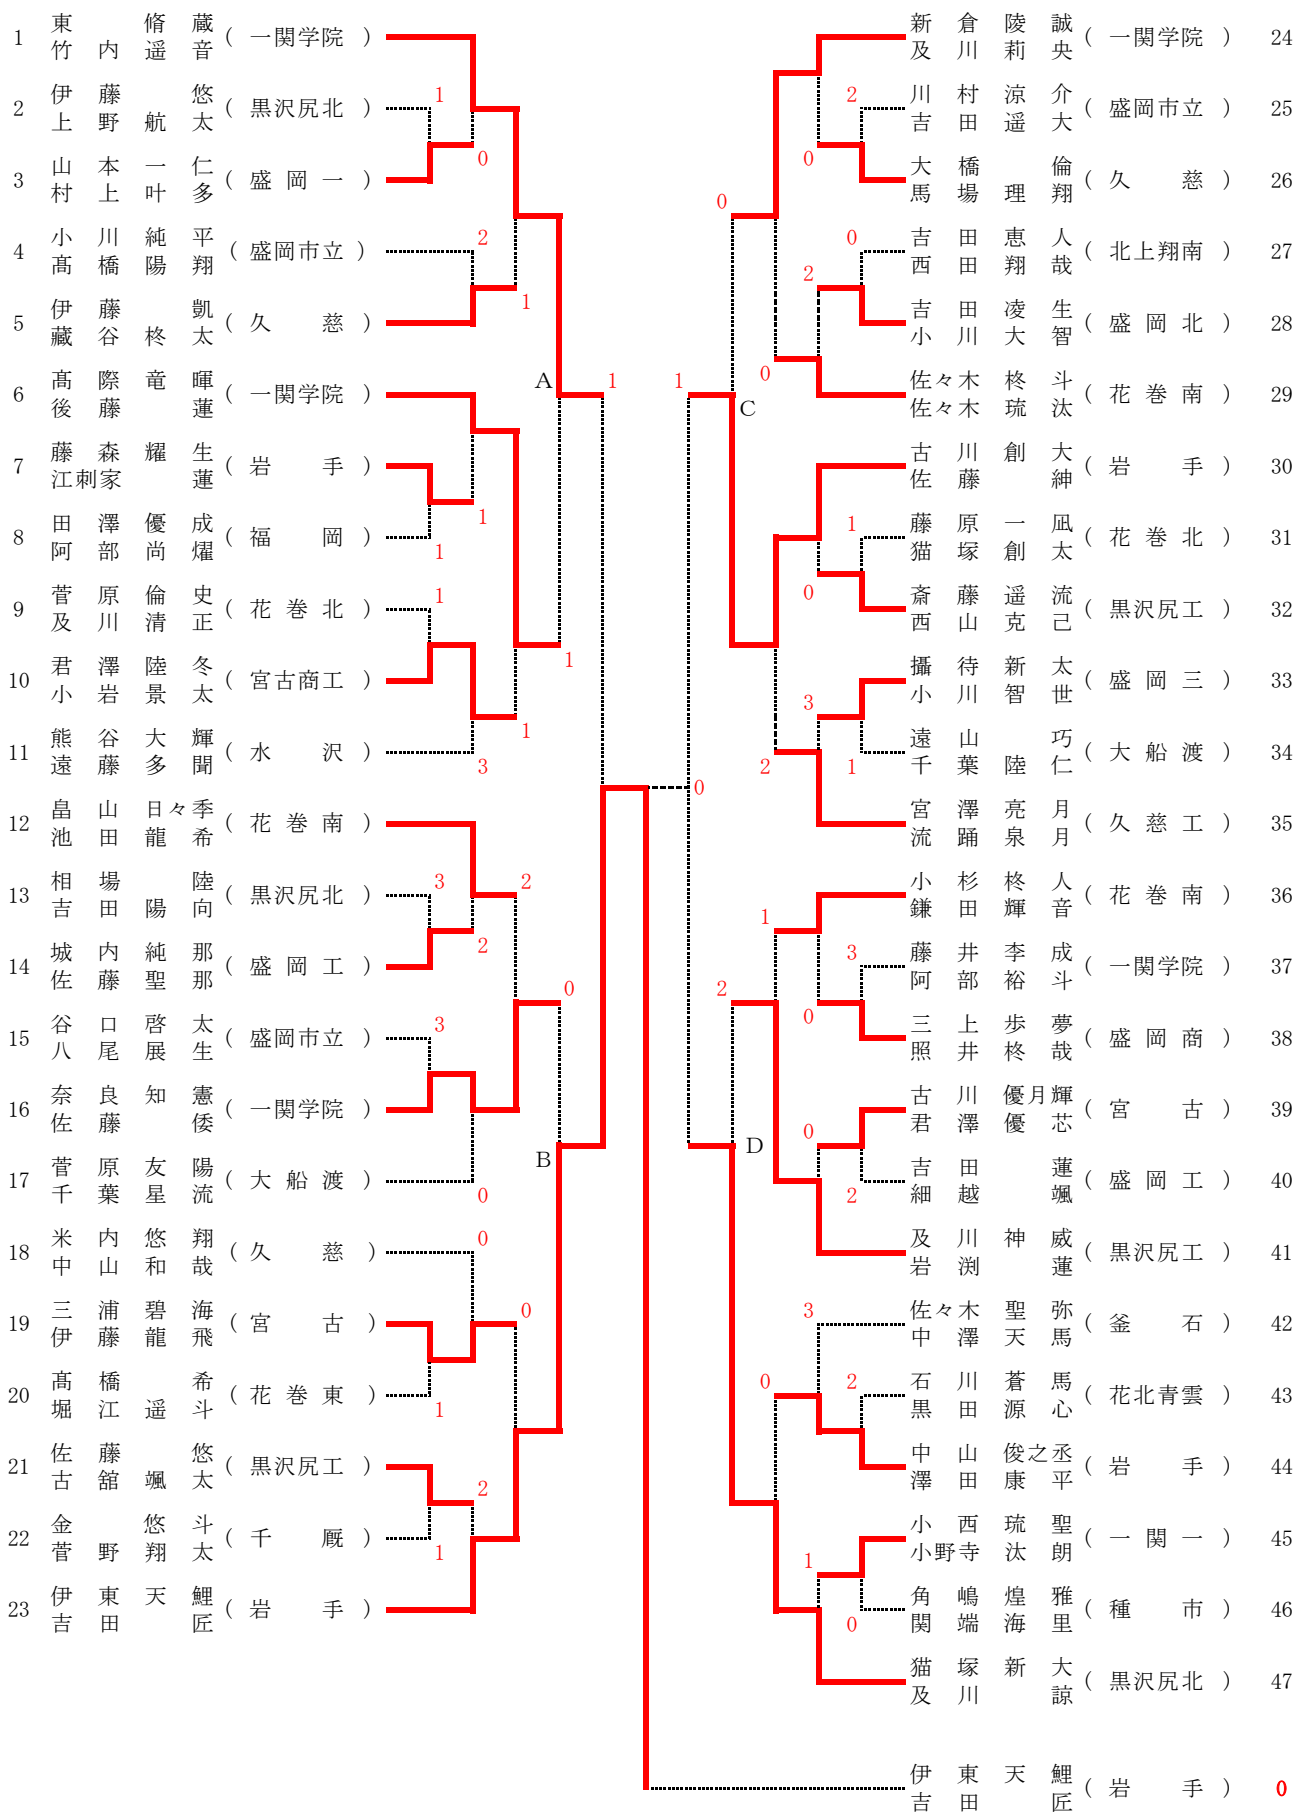 1 東 脩 蔵 ( 一関学院 )
竹 内 遥 音
2 伊 藤 悠 ( 黒沢尻北 ) 1
上 野 航 太
0
3 山 本 一 仁 ( 盛 岡 一 )
村 上 叶 多
4 小 川 純 平 ( 盛岡市立 ) 2
髙 橋 陽 翔
5 伊 藤 凱 ( 久 慈 ) 1
藏 谷 柊 太
6 髙 際 竜 暉 ( 一関学院 ) A 1
後 藤 蓮
7 藤 森 耀 生 ( 岩 手 )
江刺家 蓮
1
8 田 澤 優 成 ( 福 岡 ) 1
阿 部 尚 燿
9 菅 原 倫 史 ( 花 巻 北 ) 1
及 川 清 正
10 君 澤 陸 冬 ( 宮古商工 ) 1
小 岩 景 太
1
11 熊 谷 大 輝 ( 水 沢 ) 3
遠 藤 多 聞
12 畠 山 日々季 ( 花 巻 南 )
池 田 龍 希
13 相 場 陸 ( 黒沢尻北 ) 3 2
吉 田 陽 向
2
14 城 内 純 那 ( 盛 岡 工 ) 0
佐 藤 聖 那
15 谷 口 啓 太 ( 盛岡市立 ) 3
八 尾 展 生
16 奈 良 知 憲 ( 一関学院 )
佐 藤 倭
B
17 菅 原 友 陽 ( 大 船 渡 ) 0
千 葉 星 流
18 米 内 悠 翔 ( 久 慈 ) 0
中 山 和 哉
19 三 浦 碧 海 ( 宮 古 ) 0
伊 藤 龍 飛
20 髙 橋 希 ( 花 巻 東 ) 1
堀 江 遥 斗
21 佐 藤 悠 ( 黒沢尻工 ) 2
古 舘 颯 太
22 金 悠 斗 ( 千 厩 ) 1
菅 野 翔 太
23 伊 東 天 鯉 ( 岩 手 )
吉 田 匠
新 倉 陵 誠 ( 一関学院 ) 24
及 川 莉 央
2 川 村 涼 介 ( 盛岡市立 ) 25
吉 田 遥 大
0 大 橋 倫 ( 久 慈 ) 26
馬 場 理 翔
0
0 吉 田 恵 人 ( 北上翔南 ) 27
西 田 翔 哉
2 吉 田 凌 生 ( 盛 岡 北 ) 28
小 川 大 智
1 C 0 佐々木 柊 斗 ( 花 巻 南 ) 29
佐々木 琉 汰
古 川 創 大 ( 岩 手 ) 30
佐 藤 紳
1 藤 原 一 凪 ( 花 巻 北 ) 31
猫 塚 創 太
0 斎 藤 遥 流 ( 黒沢尻工 ) 32
西 山 克 己
3 攝 待 新 太 ( 盛 岡 三 ) 33
小 川 智 世
2 1 遠 山 巧 ( 大 船 渡 ) 34
千 葉 陸 仁
0
宮 澤 亮 月 ( 久 慈 工 ) 35
流 踊 泉 月
1 小 杉 柊 人 ( 花 巻 南 ) 36
鎌 田 輝 音
2 3 藤 井 李 成 ( 一関学院 ) 37
阿 部 裕 斗
0 三 上 歩 夢 ( 盛 岡 商 ) 38
照 井 柊 哉
0 古 川 優月輝 ( 宮 古 ) 39
君 澤 優 芯
D
2 吉 田 蓮 ( 盛 岡 工 ) 40
細 越 颯
及 川 神 威 ( 黒沢尻工 ) 41
岩 渕 蓮
3 佐々木 聖 弥 ( 釜 石 ) 42
中 澤 天 馬
0 2 石 川 蒼 馬 ( 花北青雲 ) 43
黒 田 源 心
中 山 俊之丞 ( 岩 手 ) 44
澤 田 康 平
1 小 西 琉 聖 ( 一 関 一 ) 45
小野寺 汰 朗
0 角 嶋 煌 雅 ( 種 市 ) 46
関 端 海 里
猫 塚 新 大 ( 黒沢尻北 ) 47
及 川 諒
伊 東 天 鯉 ( 岩 手 ) 0
吉 田 匠